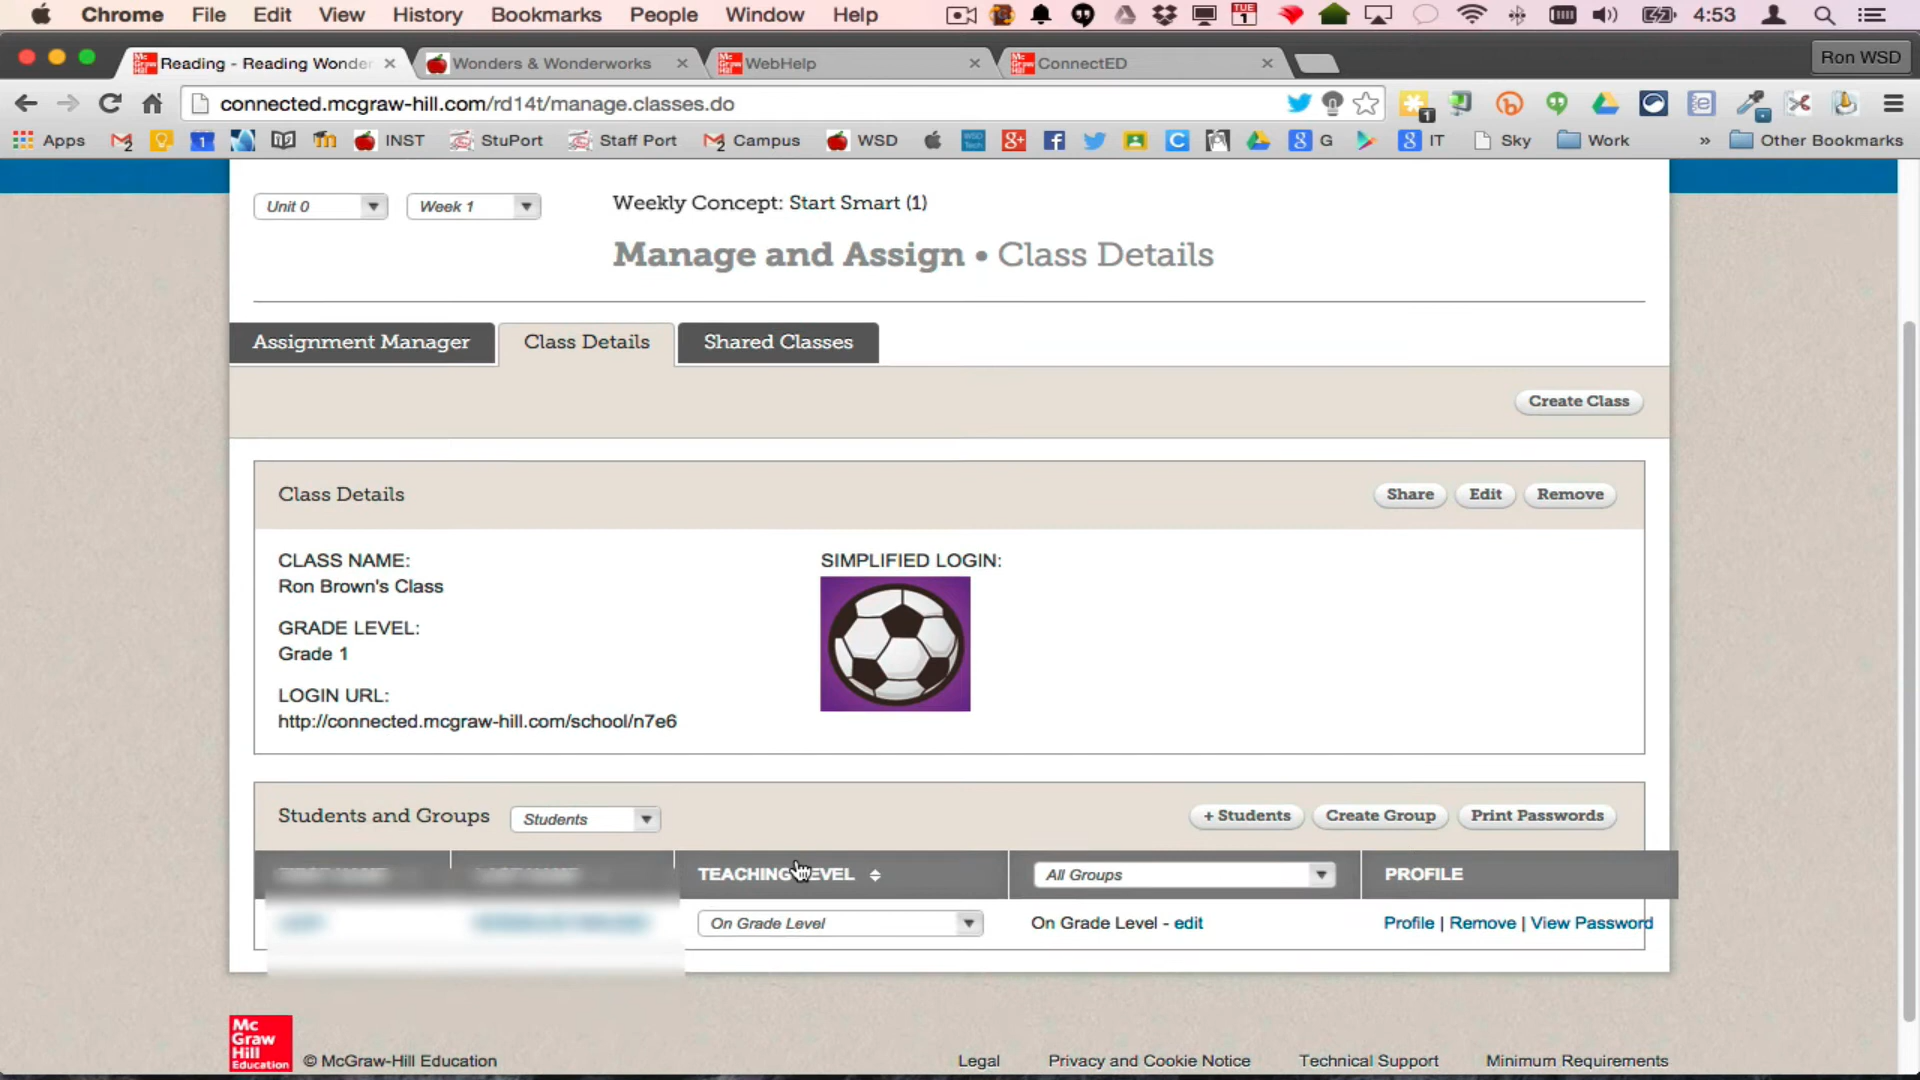 Chrome File Edit View History Bookmarks People Window Help TUE 1 4:53
Reading - Reading Wonder Wonders & Wonderworks WebHelp ConnectED Ron WSD
connected.mcgraw-hill.com/rd14t/manage.classes.do
Apps INST StuPort Staff Port Campus WSD G IT Sky Work » Other Bookmarks
Unit 0 Week 1 Weekly Concept: Start Smart (1)
Manage and Assign • Class Details
Assignment Manager Class Details Shared Classes
Create Class
Class Details Share Edit Remove
CLASS NAME: SIMPLIFIED LOGIN:
Ron Brown's Class
GRADE LEVEL:
Grade 1
LOGIN URL:
http://connected.mcgraw-hill.com/school/n7e6
Students and Groups Students + Students Create Group Print Passwords
TEACHING LEVEL All Groups PROFILE
On Grade Level On Grade Level - edit Profile | Remove | View Password
Mc
Graw
Hill
Education © McGraw-Hill Education Legal Privacy and Cookie Notice Technical Support Minimum Requirements